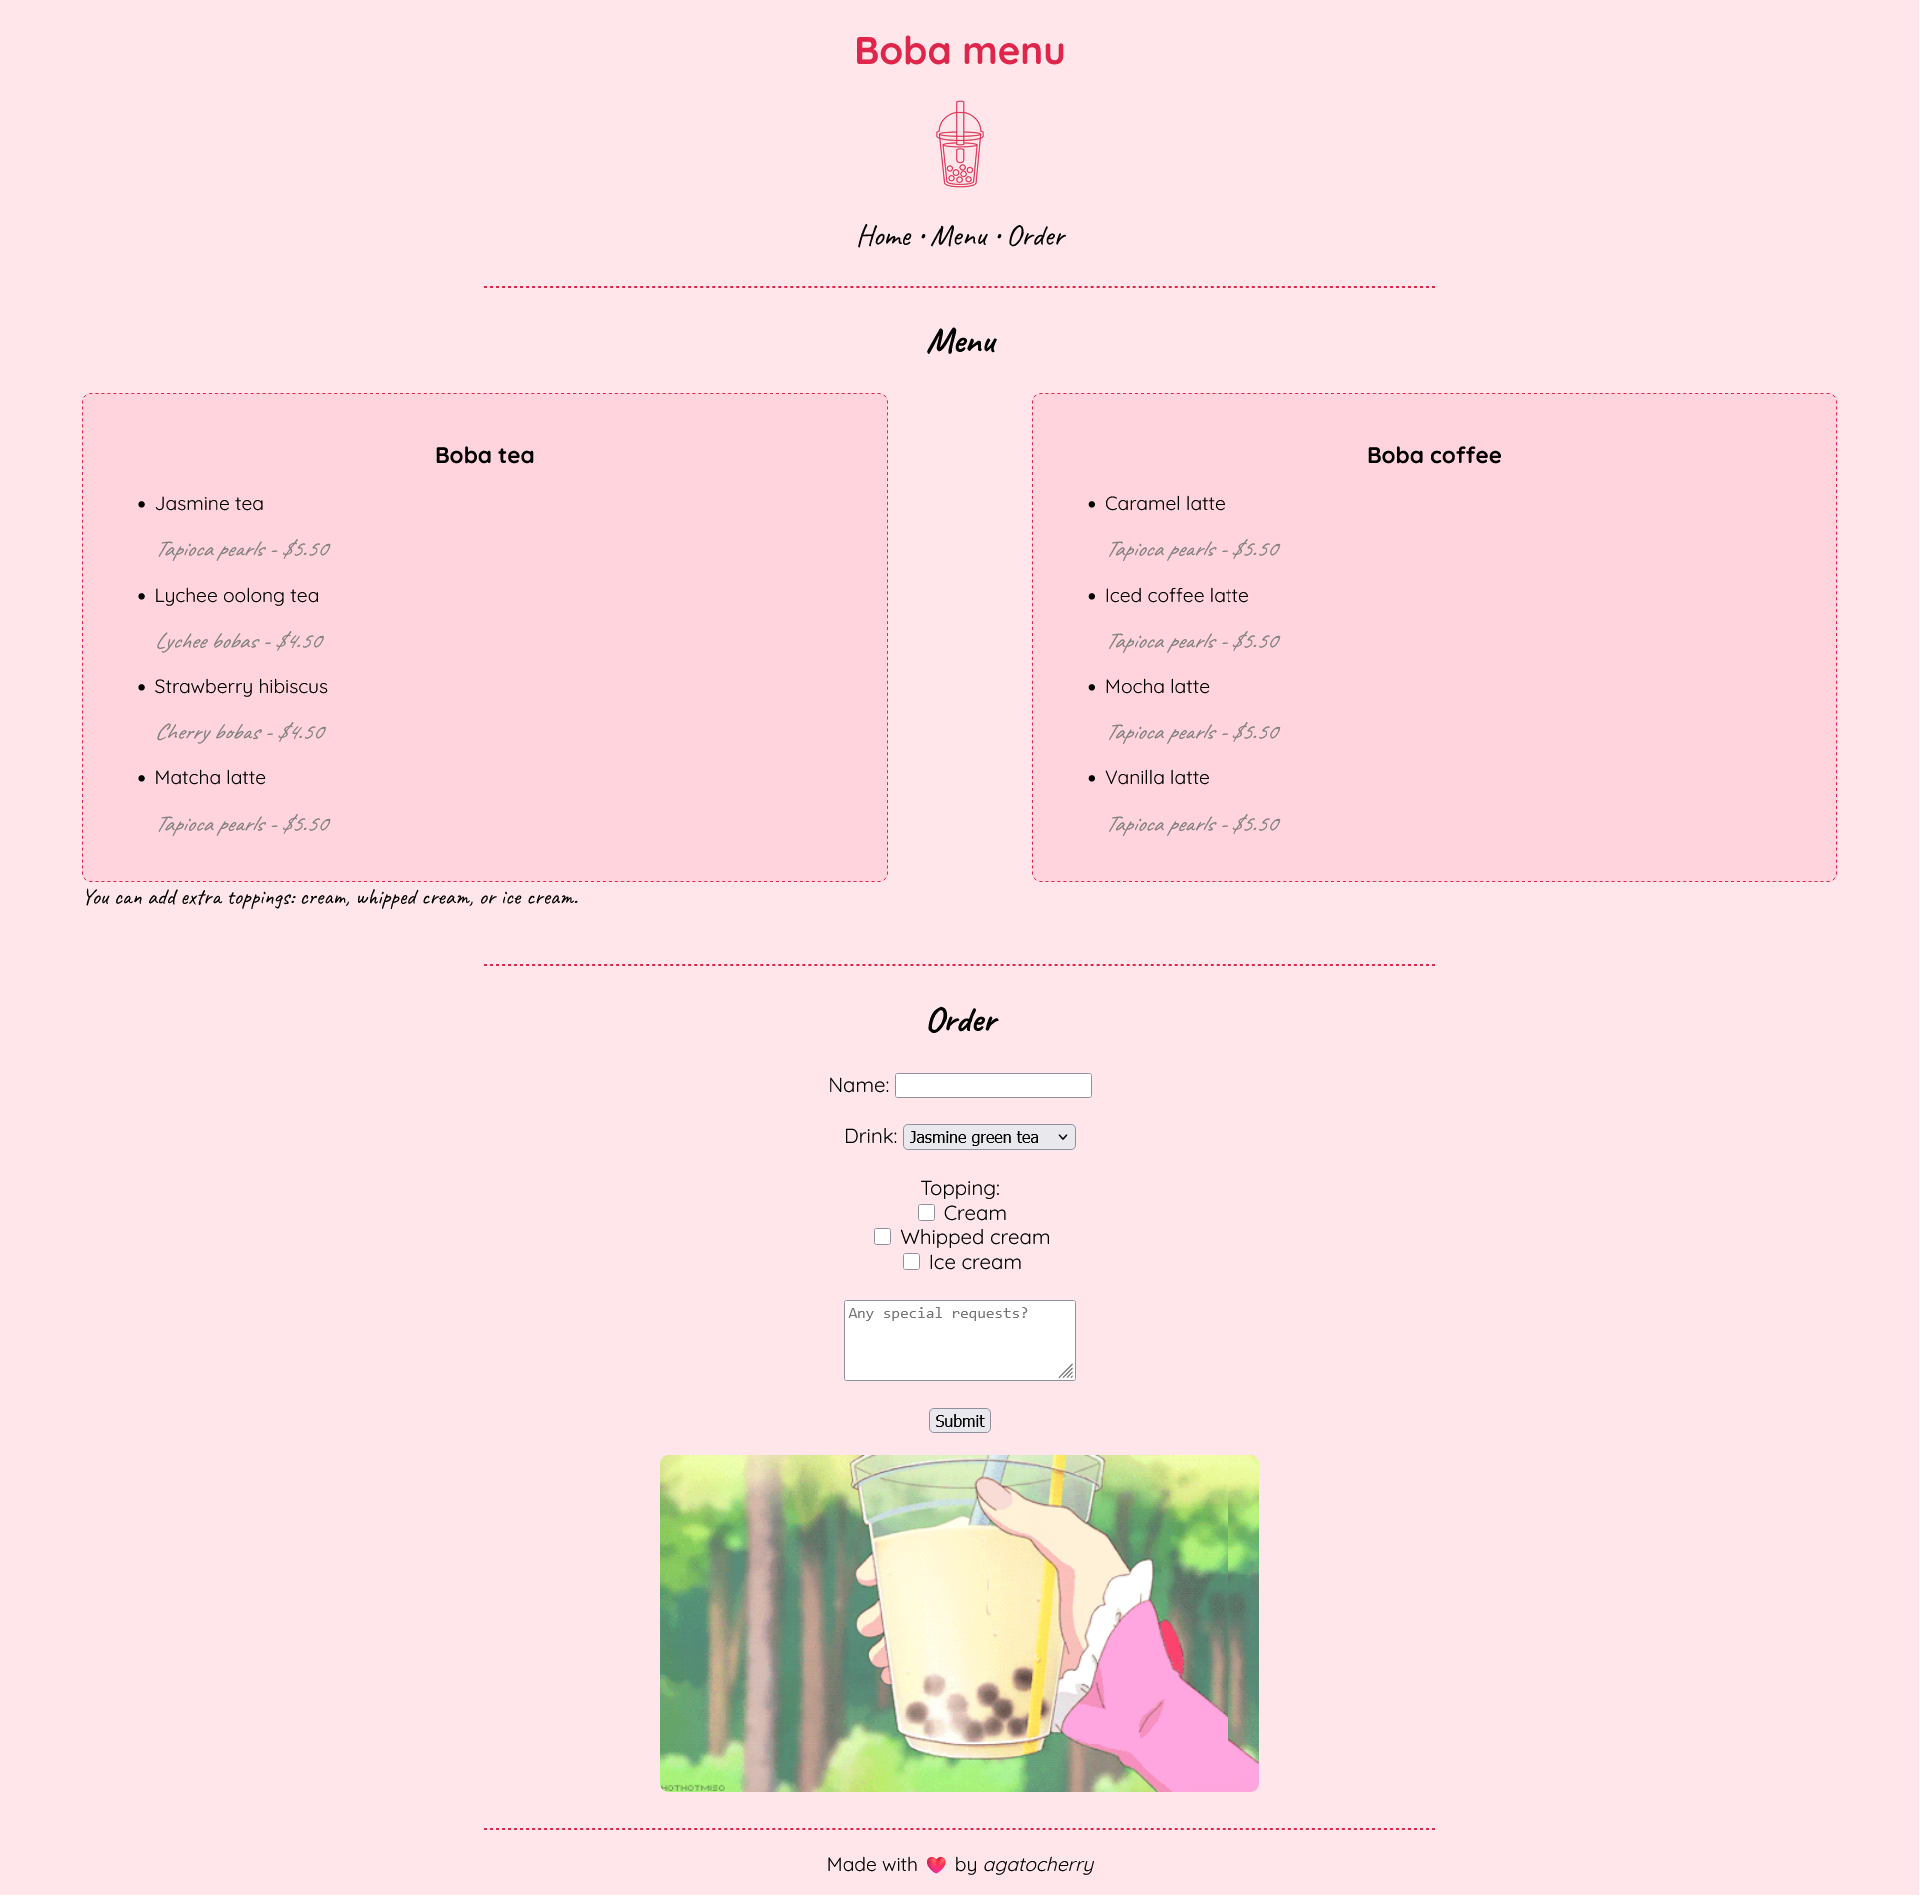 Boba menu
Home · Menu · Order
Menu
Boba tea
Jasmine tea
Tapioca pearls - $5.50
Lychee oolong tea
Lychee bobas - $4.50
Strawberry hibiscus
Cherry bobas - $4.50
Matcha latte
Tapioca pearls - $5.50
Boba coffee
Caramel latte
Tapioca pearls - $5.50
Iced coffee latte
Tapioca pearls - $5.50
Mocha latte
Tapioca pearls - $5.50
Vanilla latte
Tapioca pearls - $5.50
You can add extra toppings: cream, whipped cream, or ice cream.
Order
Name:
Drink: Jasmine green tea
Topping:
Cream
Whipped cream
Ice cream
Any special requests?
Submit
HOTHOTMISO
Made with ❤️ by agatocherry